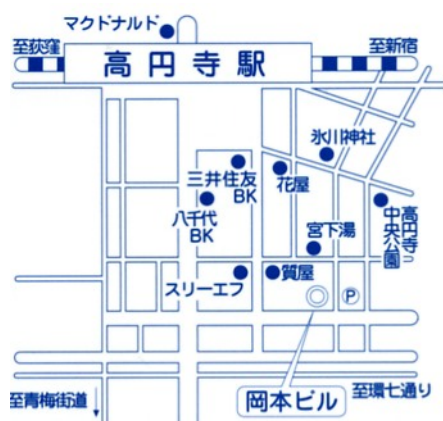 マクドナルド
至荻窪
至新宿
高円寺駅
氷川神社
三井住友
BK
花屋
八千代
BK
宮下湯
高円寺
中央公園
スリーエフ
質屋
P
至青梅街道
岡本ビル
至環七通り